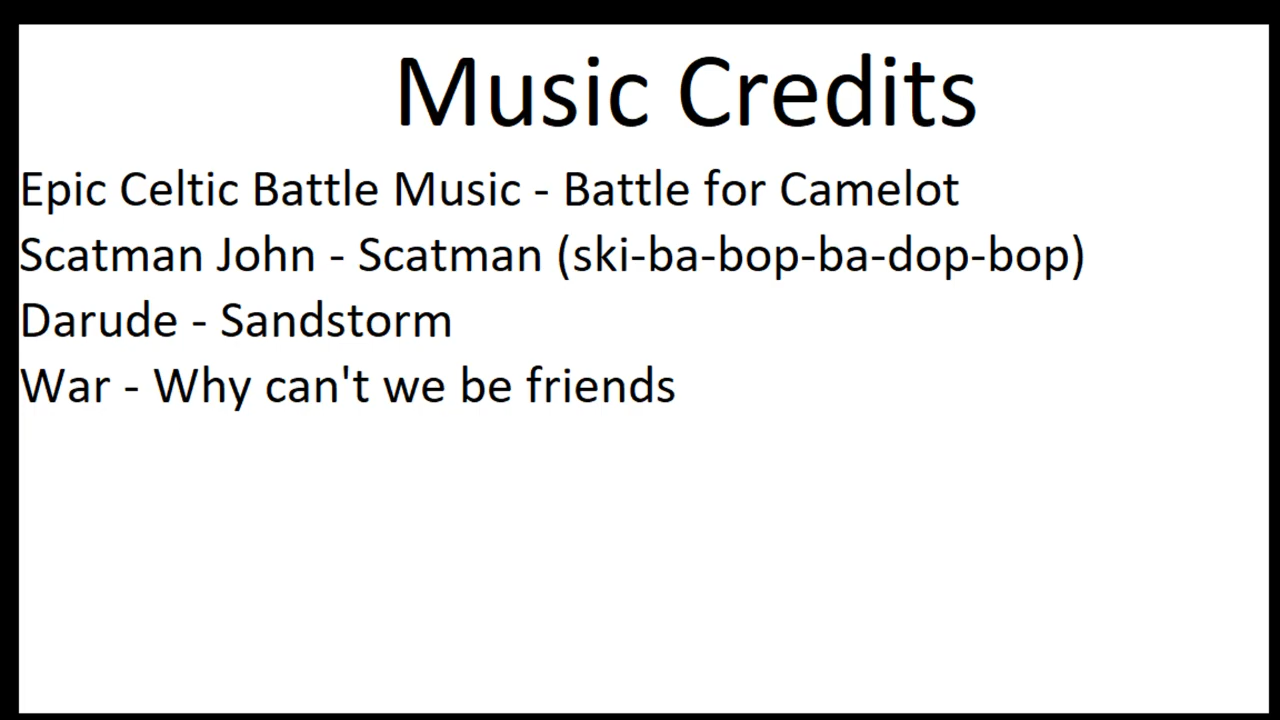 Music Credits
Epic Celtic Battle Music - Battle for Camelot
Scatman John - Scatman (ski-ba-bop-ba-dop-bop)
Darude - Sandstorm
War - Why can't we be friends